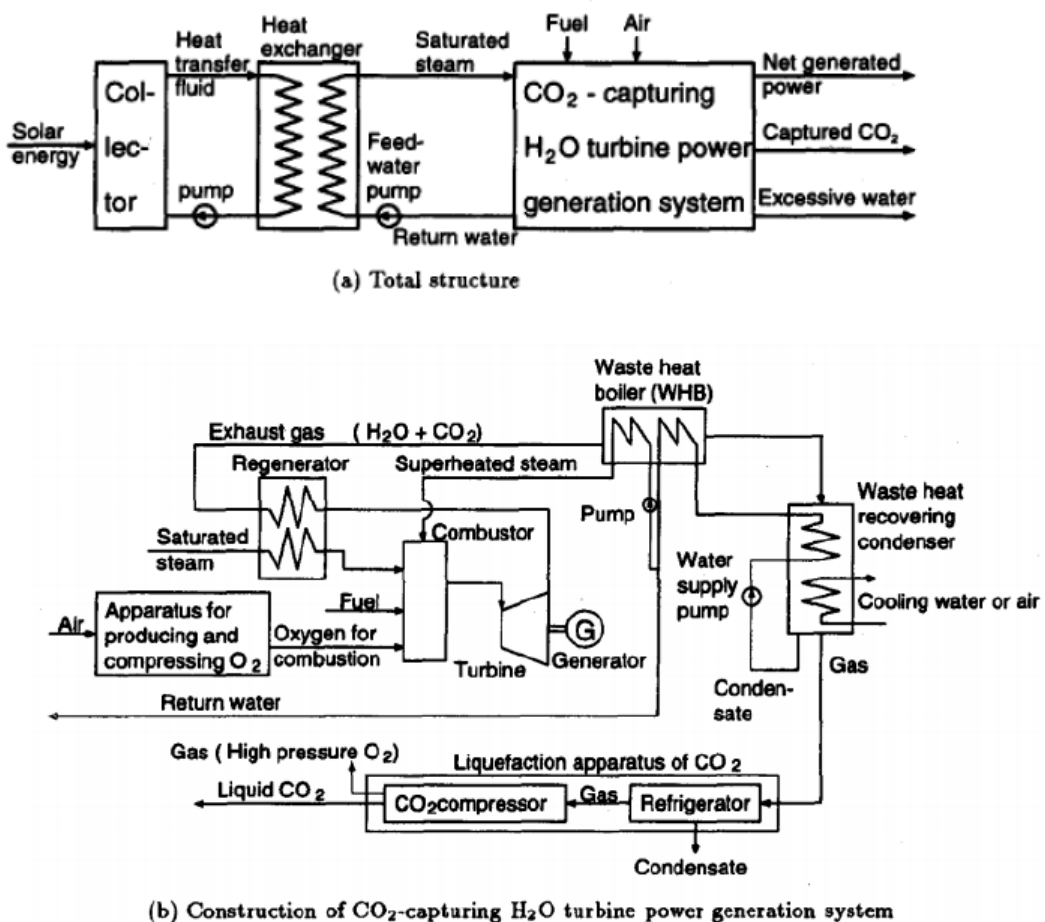 Fuel Air
Heat
transfer
fluid
Heat
exchanger
Saturated
steam
Solar
energy
Col-
lec-
tor
pump
Feed-
water
pump
Return water
CO2 - capturing
H2O turbine power
generation system
Net generated
power
Captured CO2
Excessive water
(a) Total structure
Waste heat
boiler (WHB)
Exhaust gas (H2O + CO2)
Regenerator
Superheated steam
Saturated
steam
Combustor
Pump
Waste heat
recovering
condenser
Water
supply
pump
Cooling water or air
Fuel
Air
Apparatus for
producing and
compressing O2
Oxygen for
combustion
Turbine
G
Generator
Return water
Conden-
sate
Gas
Gas ( High pressure O2)
Liquefaction apparatus of CO2
Liquid CO2
CO2compressor
Gas
Refrigerator
Condensate
(b) Construction of CO2-capturing H2O turbine power generation system